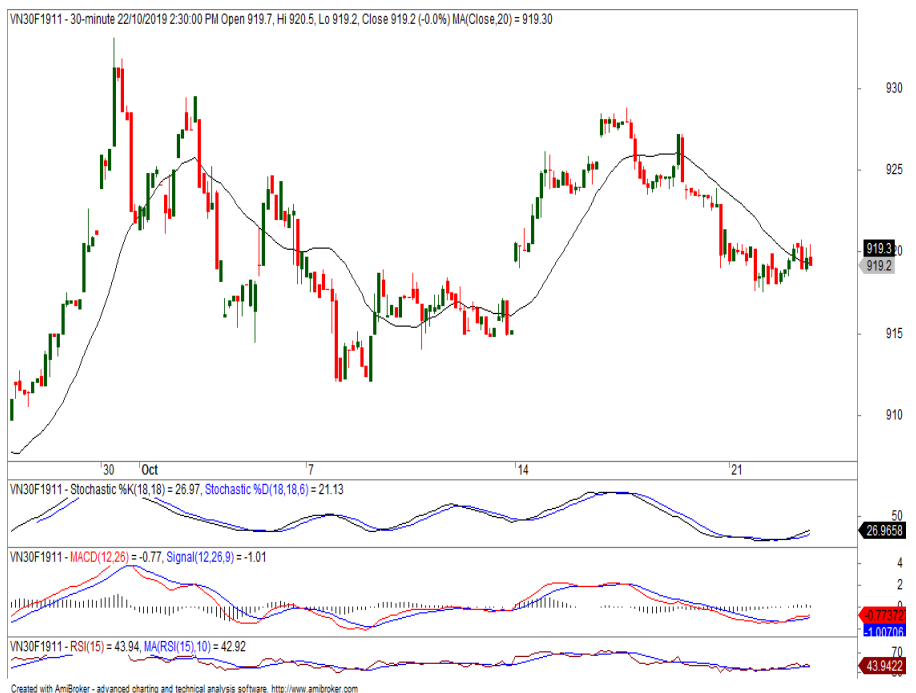 VN30F1911 - 30-minute 22/10/2019 2:30:00 PM Open 919.7, Hi 920.5, Lo 919.2, Close 919.2 (-0.0%) MA(Close,20) = 919.30
930
925
919.3
20
919.2
915
910
30 Oct 7 14 21
VN30F1911 - Stochastic %K(18,18) = 26.97, Stochastic %D(18,18,6) = 21.13
50
26.9658
VN30F1911 - MACD(12,26) = -0.77, Signal(12,26,9) = -1.01
4
2
0
-0.77372
-1.00706
VN30F1911 - RSI(15) = 43.94, MA(RSI(15),10) = 42.92
70
43.9422
Created with AmiBroker - advanced charting and technical analysis software. http://www.amibroker.com